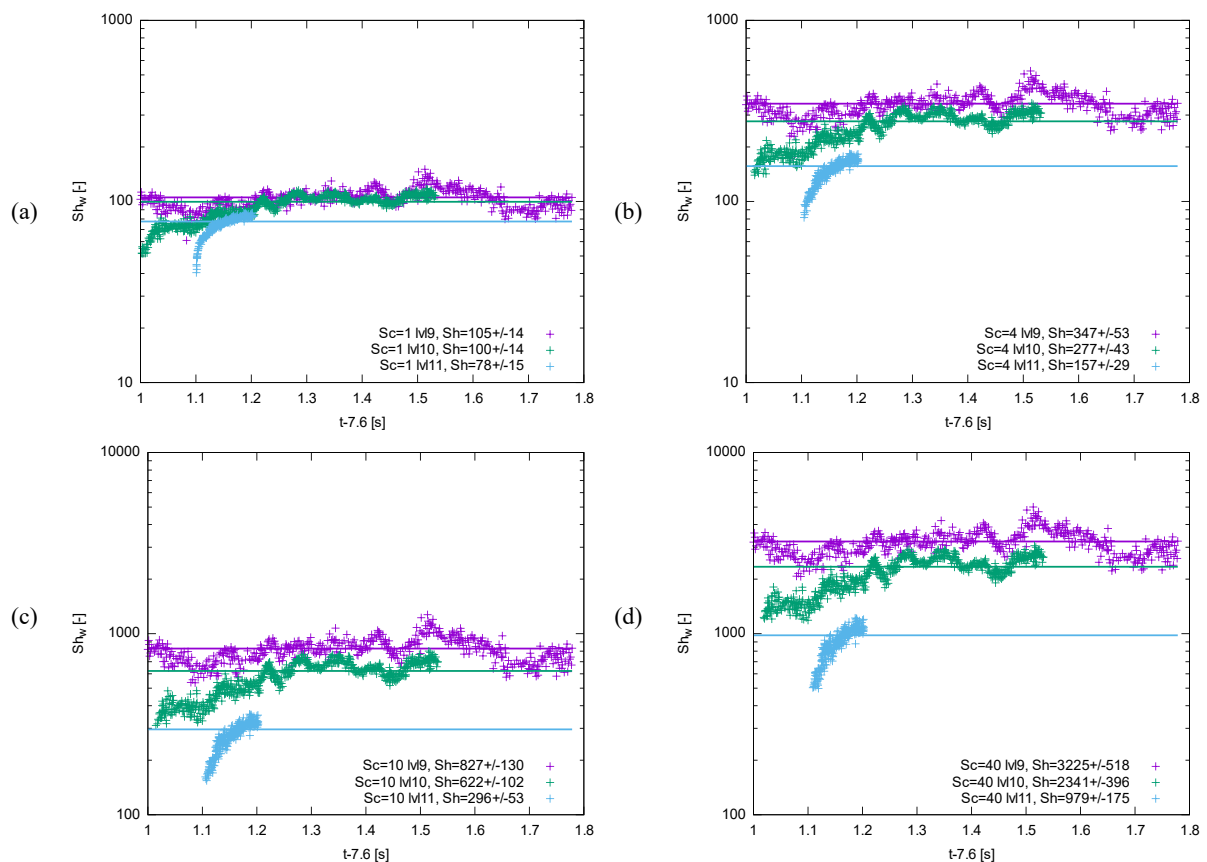 (a)
Sh_w [-]
1000
100
10
Sc=1 lvl9, Sh=105+/-14
Sc=1 lvl10, Sh=100+/-14
Sc=1 lvl11, Sh=78+/-15
1 1.1 1.2 1.3 1.4 1.5 1.6 1.7 1.8
t-7.6 [s]
(b)
Sh_w [-]
1000
100
10
Sc=4 lvl9, Sh=347+/-53
Sc=4 lvl10, Sh=277+/-43
Sc=4 lvl11, Sh=157+/-29
1 1.1 1.2 1.3 1.4 1.5 1.6 1.7 1.8
t-7.6 [s]
(c)
Sh_w [-]
10000
1000
100
Sc=10 lvl9, Sh=827+/-130
Sc=10 lvl10, Sh=622+/-102
Sc=10 lvl11, Sh=296+/-53
1 1.1 1.2 1.3 1.4 1.5 1.6 1.7 1.8
t-7.6 [s]
(d)
Sh_w [-]
10000
1000
100
Sc=40 lvl9, Sh=3225+/-518
Sc=40 lvl10, Sh=2341+/-396
Sc=40 lvl11, Sh=979+/-175
1 1.1 1.2 1.3 1.4 1.5 1.6 1.7 1.8
t-7.6 [s]